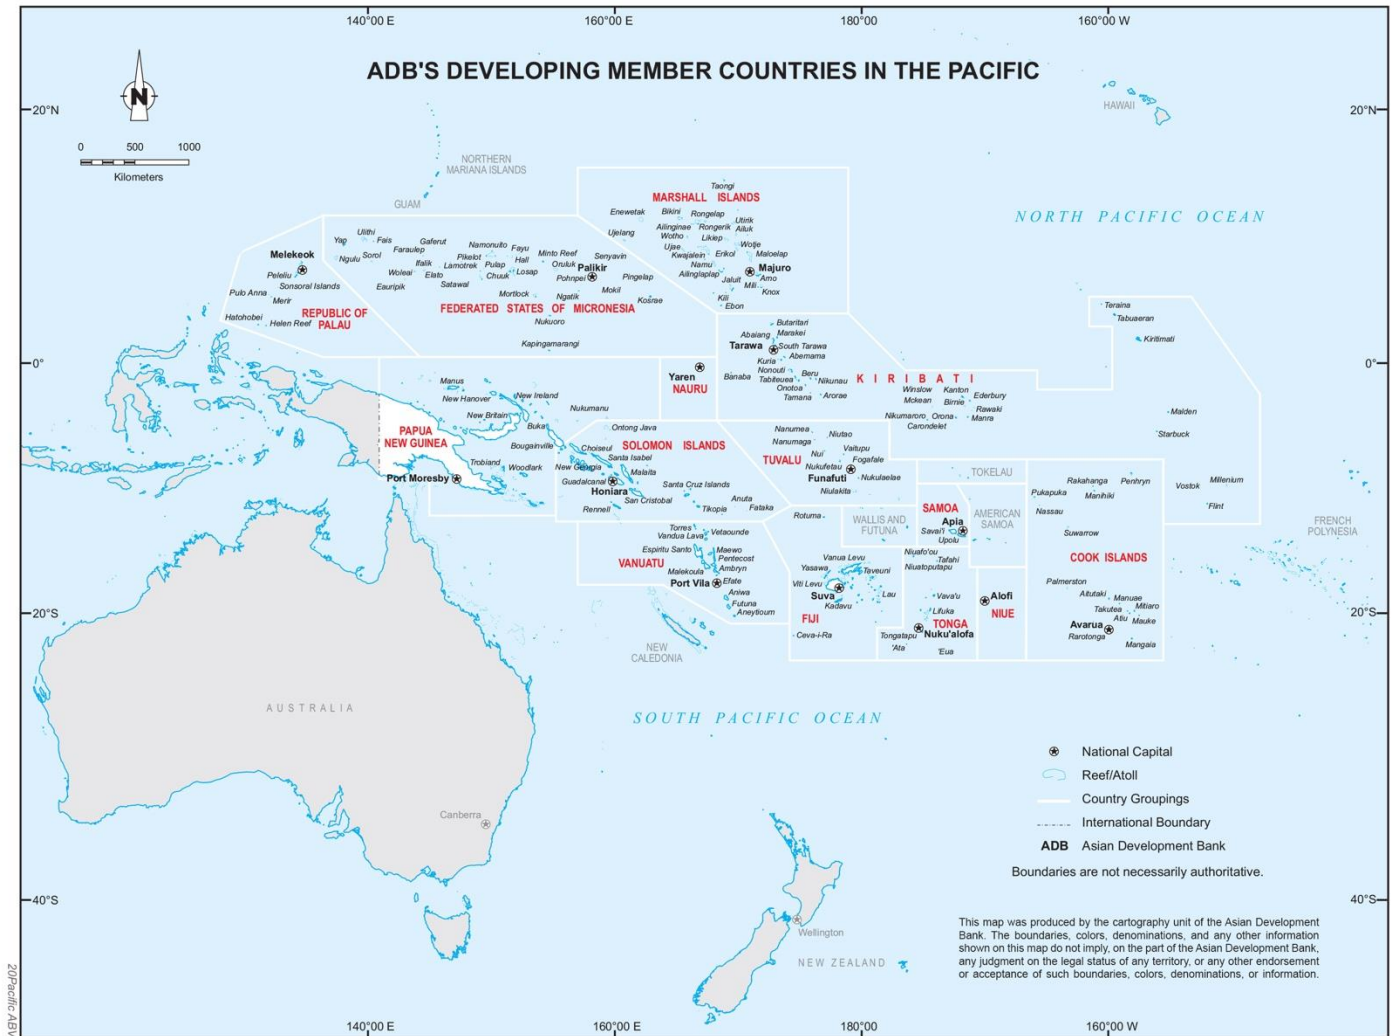 140°00 E
160°00 E
180°00
160°00 W
ADB'S DEVELOPING MEMBER COUNTRIES IN THE PACIFIC
N
20°N
20°N
HAWAII
0 500 1000
Kilometers
NORTHERN
MARIANA ISLANDS
GUAM
NORTH PACIFIC OCEAN
MARSHALL ISLANDS
Taongi
Enewetak
Bikini
Rongelap
Utirik
Ailinginae
Rongerik
Ailuk
Ujelang
Wotho
Likiep
Wotje
Ujae
Kwajalein
Erikol
Maloelap
Namu
Ailinglaplap
Majuro
Jaluit
Arno
Mili
Knox
Kili
Ebon
Melekeok
Peleliu
Sonsoral Islands
Pulo Anna
Merir
Hatohobei
Helen Reef
REPUBLIC OF
PALAU
Yap
Ulithi
Fais
Ngulu
Sorol
Faraulep
Gaferut
Woleai
Ifalik
Elato
Eauripik
Lamotrek
Satawal
Namonuito
Pikelot
Pulap
Fayu
Hall
Chuuk
Losap
Minto Reef
Oruluk
Senyavin
Palikir
Pohnpel
Pingelap
Mortlock
Ngatik
Mokil
Kosrae
FEDERATED STATES OF MICRONESIA
Nukuoro
Kapingamarangi
Butaritari
Abaiang
Marakei
Tarawa
South Tarawa
Kuria
Abemama
Nonouti
Banaba
Tabiteuea
Beru
Nikunau
Onotoa
Tamana
Arorae
KIRIBATI
Winslow
Kanton
Ederbury
Mckean
Birnie
Rawaki
Nikumaroro
Orona
Manra
Carondelet
Teraina
Tabuaeran
Kiritimati
Malden
Starbuck
Vostok
Millenium
Flint
0°
0°
Yaren
NAURU
Manus
New Hanover
New Ireland
New Britain
Nukumanu
Buka
Bougainville
PAPUA
NEW GUINEA
Trobiand
Woodlark
Port Moresby
Ontong Java
SOLOMON ISLANDS
Choiseul
Santa Isabel
New Georgia
Malaita
Guadalcanal
Honiara
Santa Cruz Islands
San Cristobal
Anuta
Rennell
Tikopia
Fataka
Nanumea
Niutao
Nanumaga
Nui
Vaitupu
TUVALU
Fogafale
Nukufetau
Funafuti
Nukulaelae
Niulakita
TOKELAU
Rotuma
WALLIS AND
FUTUNA
SAMOA
Apia
Savai'i
Upolu
AMERICAN
SAMOA
Rakahanga
Penrhyn
Pukapuka
Manihiki
Nassau
Suwarrow
COOK ISLANDS
Palmerston
Aitutaki
Manuae
Takutea
Mitiaro
Atiu
Mauke
Avarua
Rarotonga
Mangaia
FRENCH
POLYNESIA
Torres
Vandua Lava
Vetaounde
Espiritu Santo
Maewo
Pentecost
VANUATU
Ambryn
Malekoula
Port Vila
Efate
Aniwa
Futuna
Aneytioum
Vanua Levu
Yasawa
Taveuni
Viti Levu
Suva
Lau
Kadavu
FIJI
Ceva-i-Ra
Niuafo'ou
Tafahi
Niuatoputapu
Vava'u
Lifuka
TONGA
Tongatapu
Nuku'alofa
'Ata
'Eua
Alofi
NIUE
20°S
20°S
NEW
CALEDONIA
AUSTRALIA
SOUTH PACIFIC OCEAN
Canberra
National Capital
Reef/Atoll
Country Groupings
International Boundary
ADB Asian Development Bank
Boundaries are not necessarily authoritative.
40°S
40°S
Wellington
NEW ZEALAND
This map was produced by the cartography unit of the Asian Development
Bank. The boundaries, colors, denominations, and any other information
shown on this map do not imply, on the part of the Asian Development Bank,
any judgment on the legal status of any territory, or any other endorsement
or acceptance of such boundaries, colors, denominations, or information.
20Pacific ABV
140°00 E
160°00 E
180°00
160°00 W